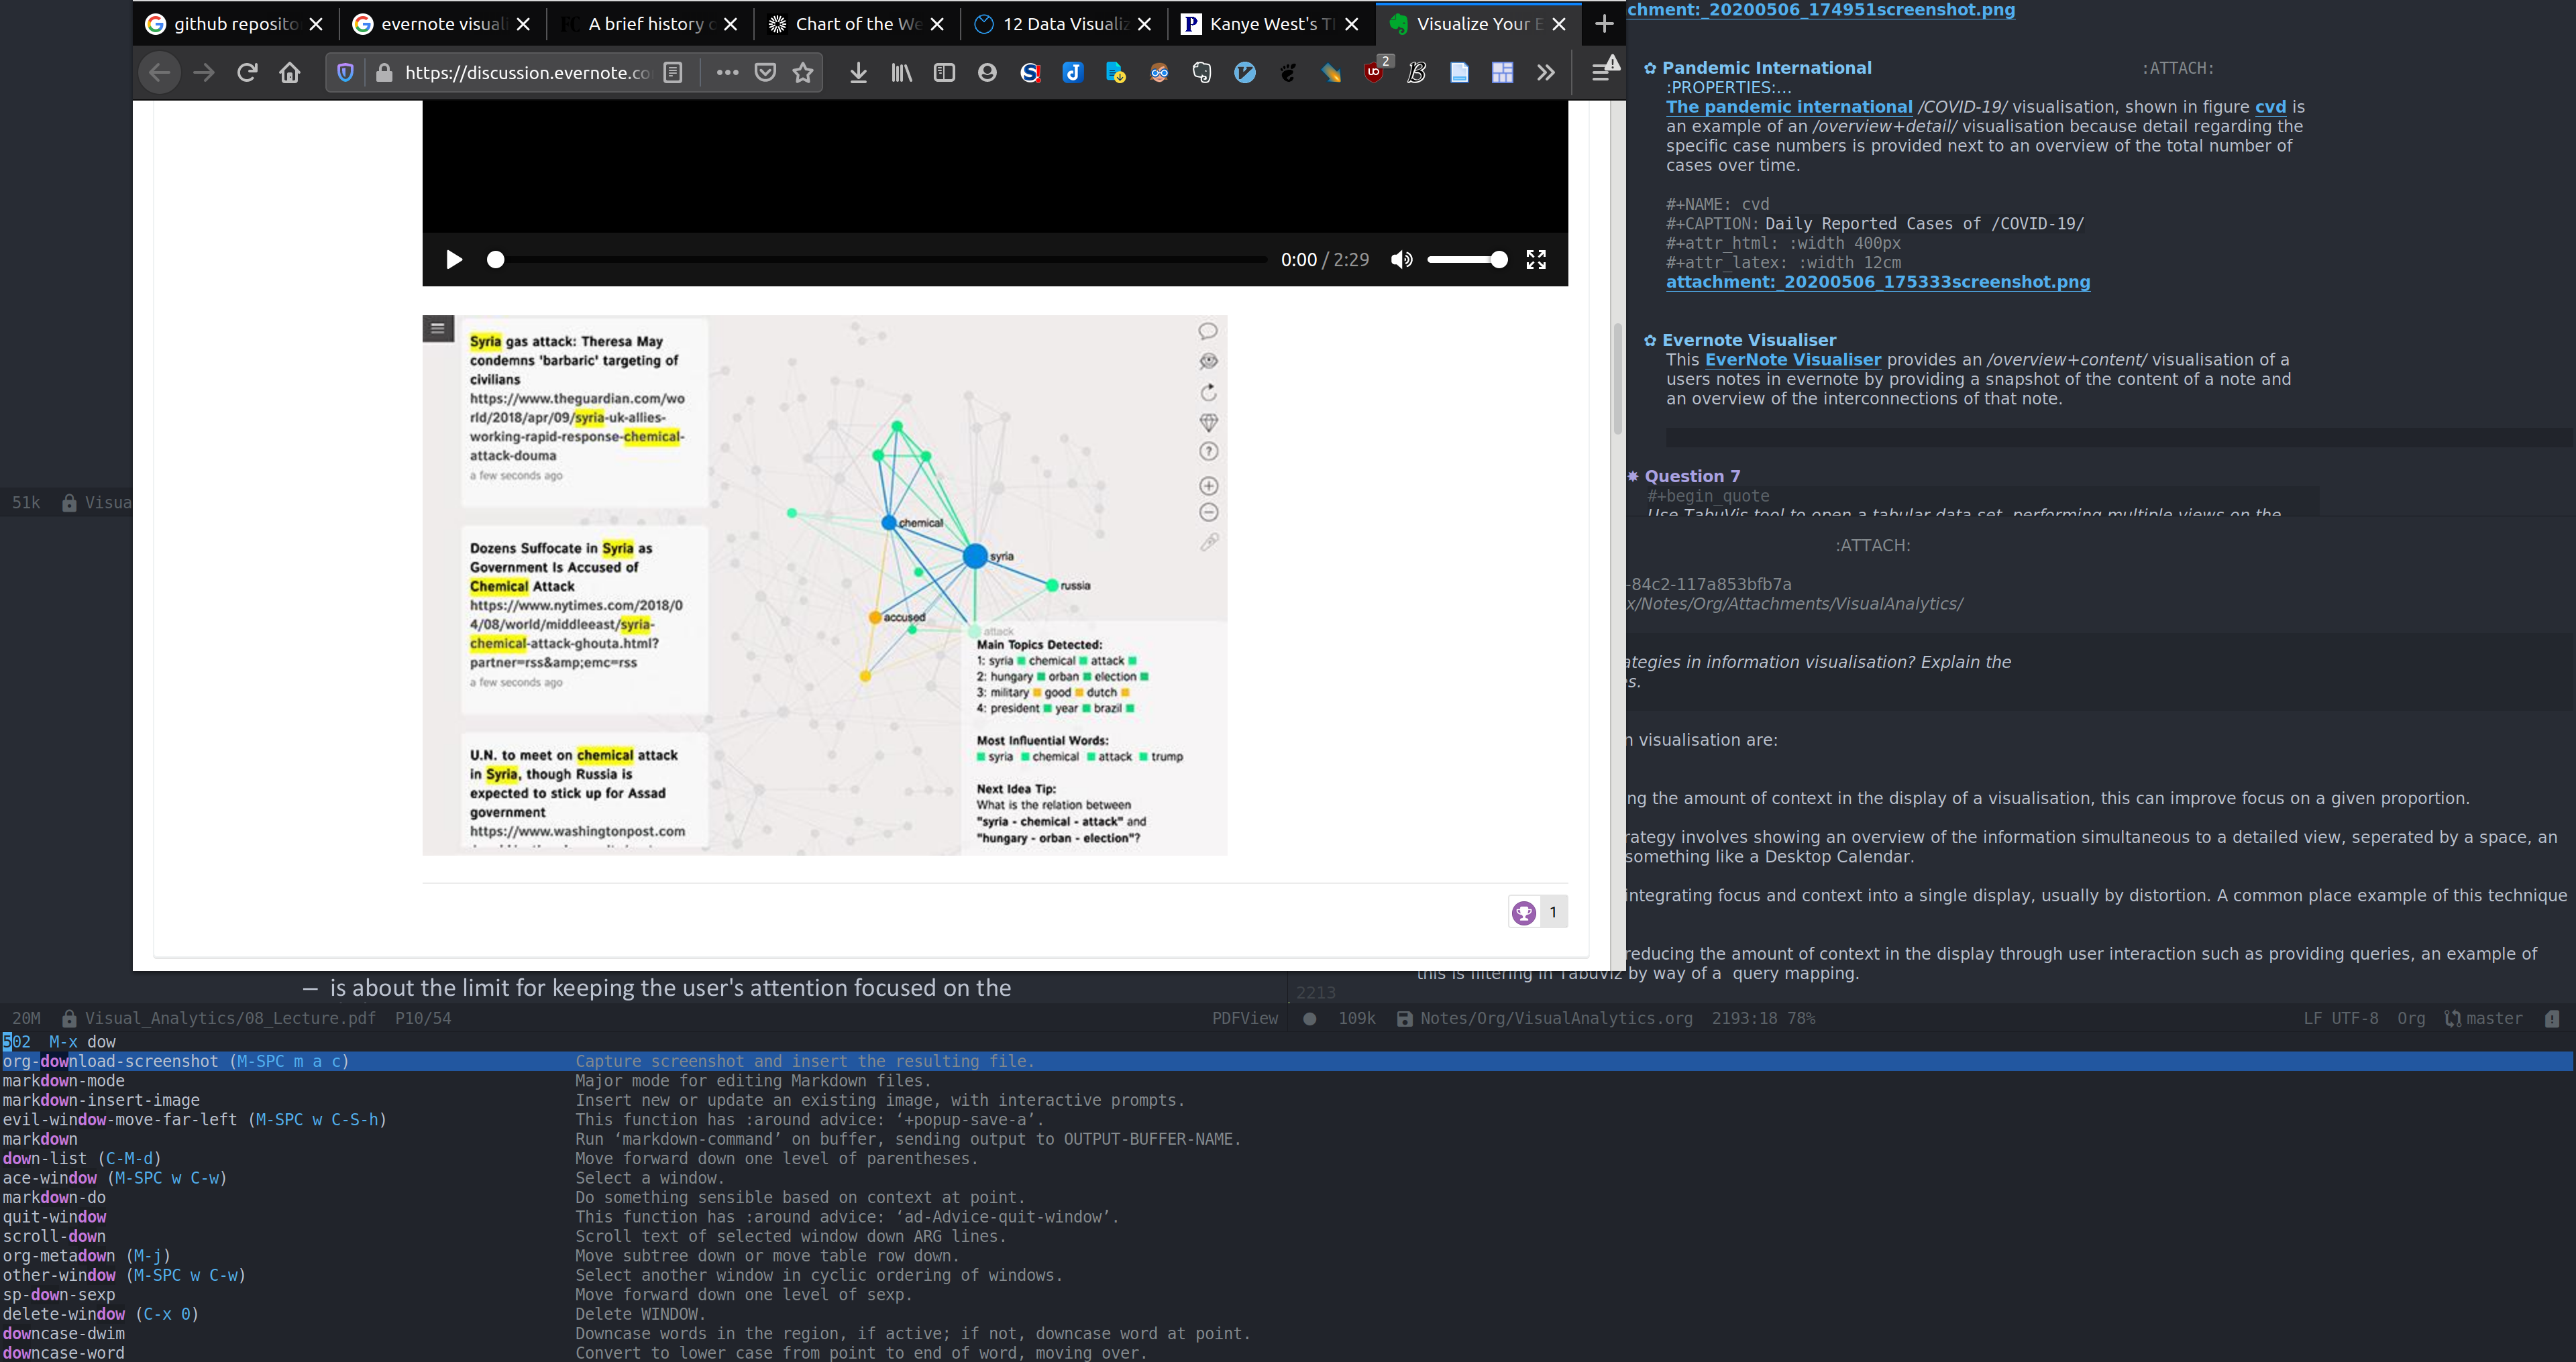 github reposito
evernote visuali
A brief history o
Chart of the We
12 Data Visualiz
Kanye West's Tl
Visualize Your E
https://discussion.evernote.co
2
0:00 / 2:29
Syria gas attack: Theresa May
condemns 'barbaric' targeting of
civilians
https://www.theguardian.com/wo
rld/2018/apr/09/syria-uk-allies-
working-rapid-response-chemical-
attack-douma
a few seconds ago
Dozens Suffocate in Syria as
Government Is Accused of
Chemical Attack
https://www.nytimes.com/2018/0
4/08/world/middleeast/syria-
chemical-attack-ghouta.html?
partner=rss&amp;emc=rss
a few seconds ago
U.N. to meet on chemical attack
in Syria, though Russia is
expected to stick up for Assad
government
https://www.washingtonpost.com
chemical
syria
russia
accused
attack
Main Topics Detected:
1: syria chemical attack
2: hungary orban election
3: military good dutch
4: president year brazil
Most Influential Words:
syria chemical attack trump
Next Idea Tip:
What is the relation between
"syria - chemical - attack" and
"hungary - orban - election"?
1
chment:_20200506_174951screenshot.png
✿ Pandemic International :ATTACH:
:PROPERTIES:...
The pandemic international /COVID-19/ visualisation, shown in figure cvd is
an example of an /overview+detail/ visualisation because detail regarding the
specific case numbers is provided next to an overview of the total number of
cases over time.
#+NAME: cvd
#+CAPTION: Daily Reported Cases of /COVID-19/
#+attr_html: :width 400px
#+attr_latex: :width 12cm
attachment:_20200506_175333screenshot.png
✿ Evernote Visualiser
This EverNote Visualiser provides an /overview+content/ visualisation of a
users notes in evernote by providing a snapshot of the content of a note and
an overview of the interconnections of that note.
✸ Question 7
#+begin_quote
Use TabuVis tool to open a tabular data set, performing multiple views on the
51k Visua
:ATTACH:
-84c2-117a853bfb7a
x/Notes/Org/Attachments/VisualAnalytics/
ategies in information visualisation? Explain the
s.
n visualisation are:
ng the amount of context in the display of a visualisation, this can improve focus on a given proportion.
rategy involves showing an overview of the information simultaneous to a detailed view, seperated by a space, an
something like a Desktop Calendar.
integrating focus and context into a single display, usually by distortion. A common place example of this technique
reducing the amount of context in the display through user interaction such as providing queries, an example of
this is filtering in TabuViz by way of a query mapping.
– is about the limit for keeping the user's attention focused on the
2213
20M Visual_Analytics/08_Lecture.pdf P10/54 PDFView
109k Notes/Org/VisualAnalytics.org 2193:18 78% LF UTF-8 Org master
502 M-x dow
org-download-screenshot (M-SPC m a c) Capture screenshot and insert the resulting file.
markdown-mode Major mode for editing Markdown files.
markdown-insert-image Insert new or update an existing image, with interactive prompts.
evil-window-move-far-left (M-SPC w C-S-h) This function has :around advice: ‘+popup-save-a’.
markdown Run ‘markdown-command’ on buffer, sending output to OUTPUT-BUFFER-NAME.
down-list (C-M-d) Move forward down one level of parentheses.
ace-window (M-SPC w C-w) Select a window.
markdown-do Do something sensible based on context at point.
quit-window This function has :around advice: ‘ad-Advice-quit-window’.
scroll-down Scroll text of selected window down ARG lines.
org-metadown (M-j) Move subtree down or move table row down.
other-window (M-SPC w C-w) Select another window in cyclic ordering of windows.
sp-down-sexp Move forward down one level of sexp.
delete-window (C-x 0) Delete WINDOW.
downcase-dwim Downcase words in the region, if active; if not, downcase word at point.
downcase-word Convert to lower case from point to end of word, moving over.